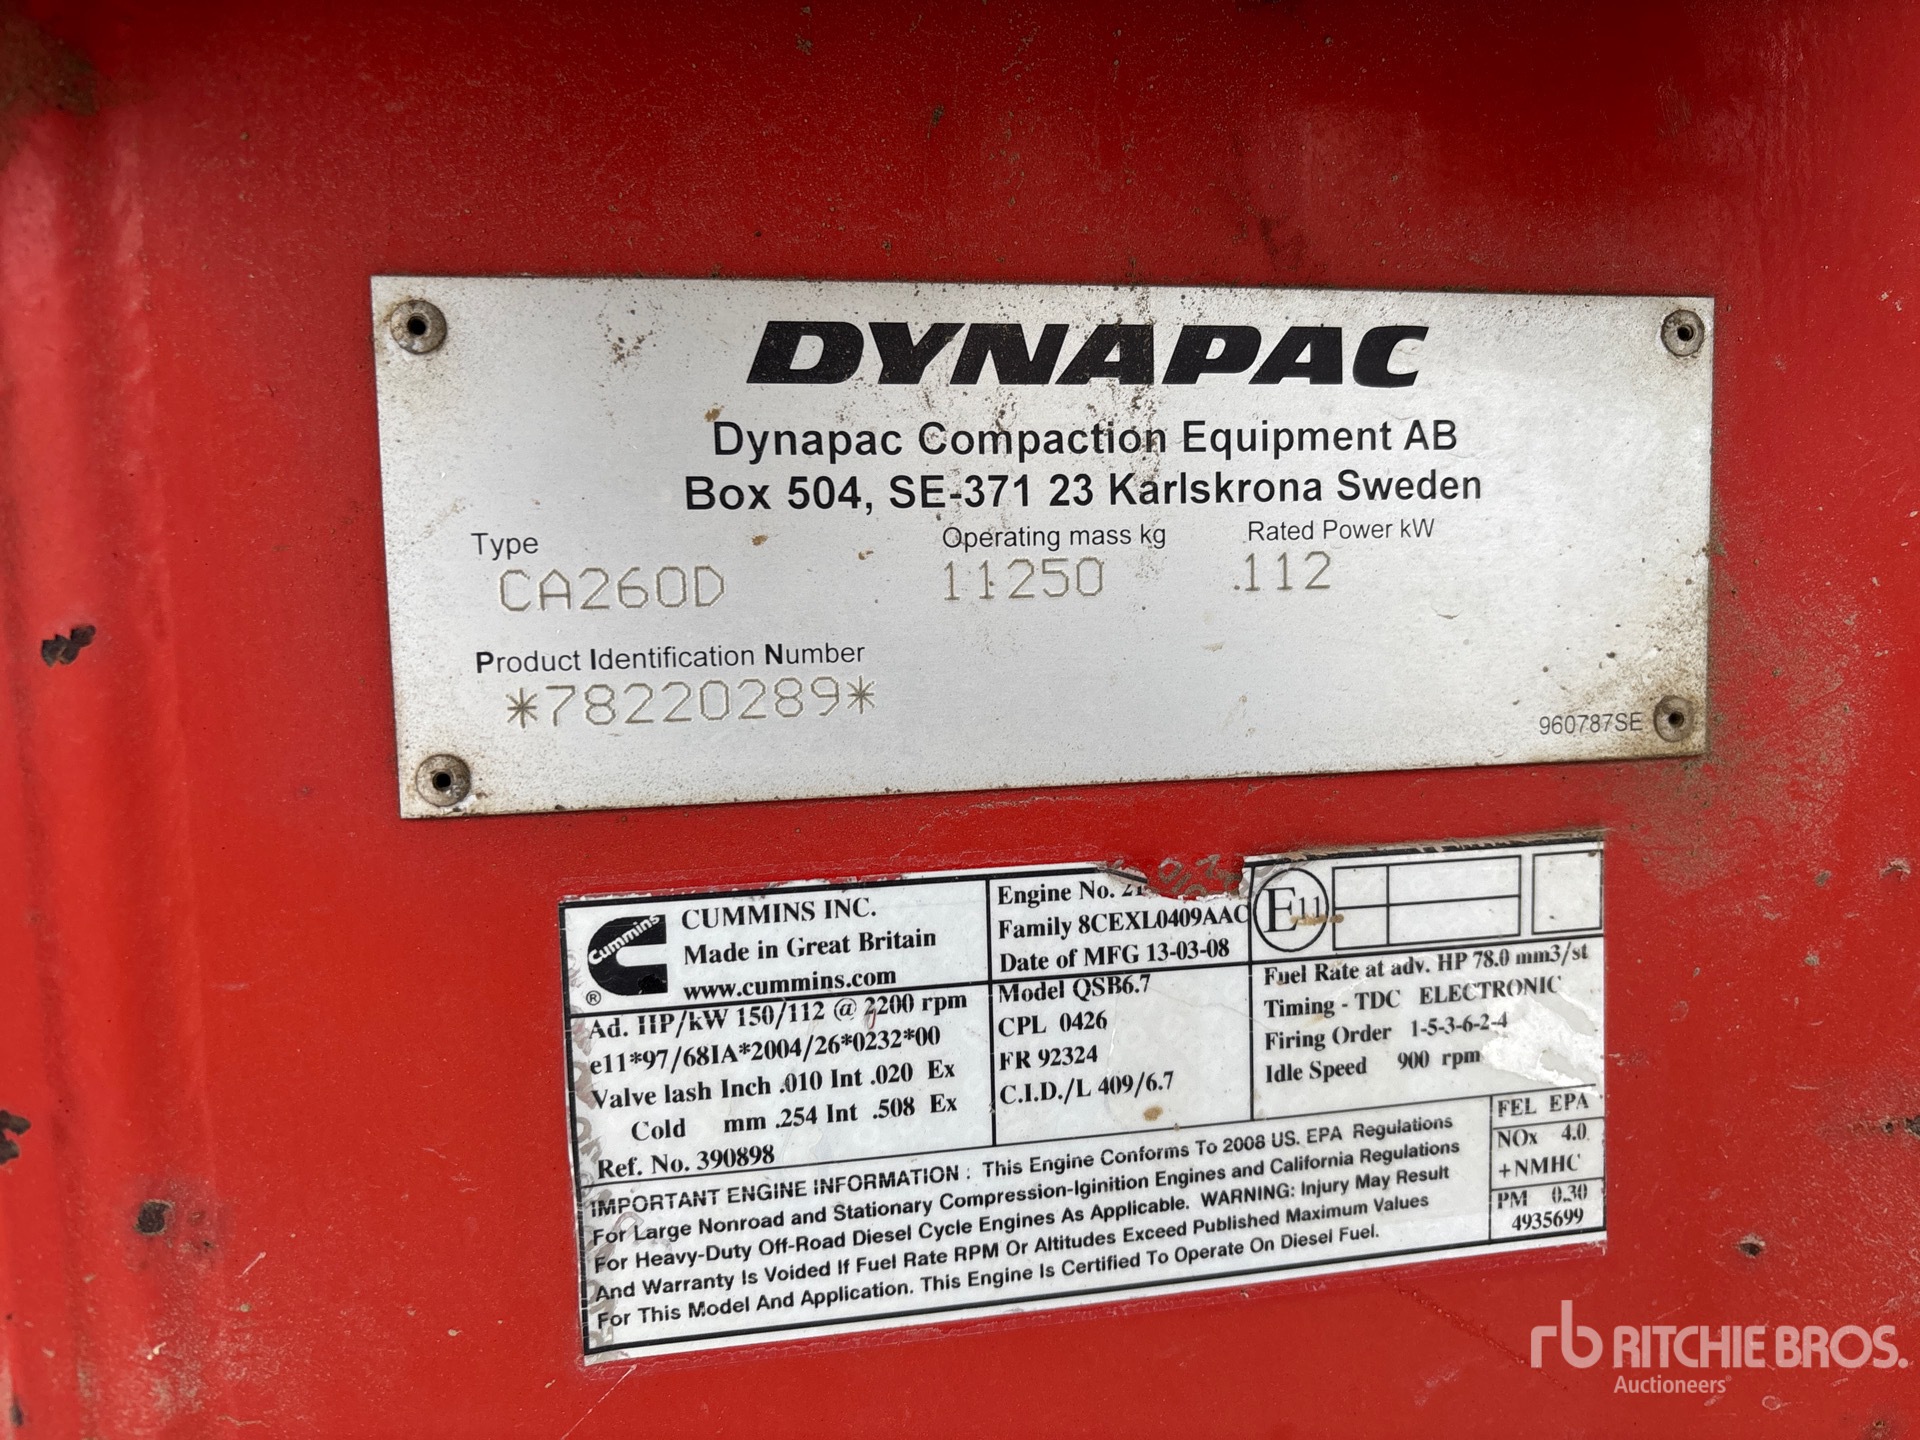 DYNAPAC
Dynapac Compaction Equipment AB
Box 504, SE-371 23 Karlskrona Sweden
Type Operating mass kg Rated Power kW
CA260D 11250 112
Product Identification Number
*78220289*
960787SE
Cummins
®
CUMMINS INC.
Made in Great Britain
www.cummins.com
Ad. HP/kW 150/112 @ 2200 rpm
e11*97/68IA*2004/26*0232*00
Valve lash Inch .010 Int .020 Ex
Cold mm .254 Int .508 Ex
Ref. No. 390898
Engine No.
Family 8CEXL0409AAC
Date of MFG 13-03-08
Model QSB6.7
CPL 0426
FR 92324
C.I.D./L 409/6.7
E11
Fuel Rate at adv. HP 78.0 mm3/st
Timing - TDC ELECTRONIC
Firing Order 1-5-3-6-2-4
Idle Speed 900 rpm
IMPORTANT ENGINE INFORMATION : This Engine Conforms To 2008 US. EPA Regulations
For Large Nonroad and Stationary Compression-Iginition Engines and California Regulations
For Heavy-Duty Off-Road Diesel Cycle Engines As Applicable. WARNING: Injury May Result
And Warranty Is Voided If Fuel Rate RPM Or Altitudes Exceed Published Maximum Values
For This Model And Application. This Engine Is Certified To Operate On Diesel Fuel.
FEL EPA
NOx 4.0
+NMHC
PM 0.30
4935699
rb RITCHIE BROS.
Auctioneers